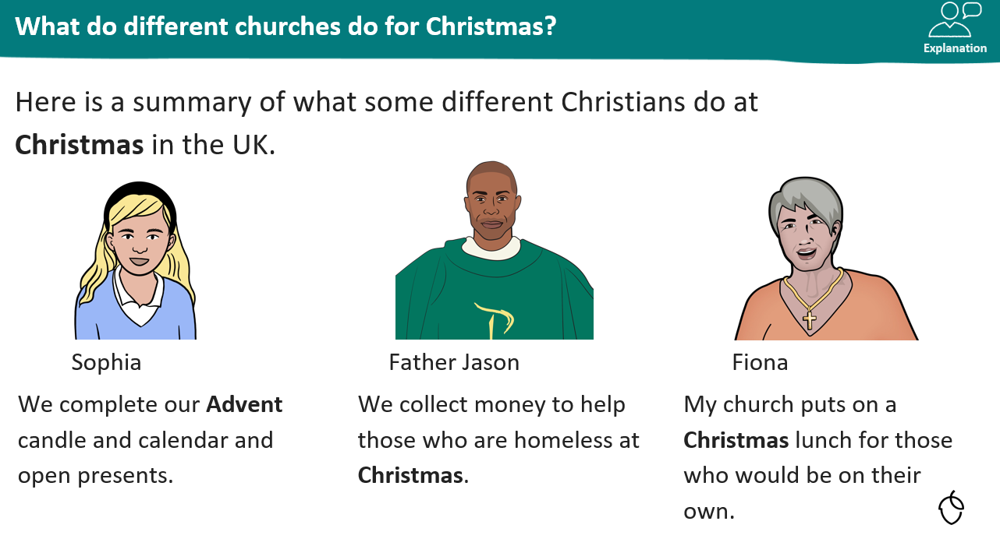 What do different churches do for Christmas?
Explanation
Here is a summary of what some different Christians do at
Christmas in the UK.
Sophia
We complete our Advent
candle and calendar and
open presents.
Father Jason
We collect money to help
those who are homeless at
Christmas.
Fiona
My church puts on a
Christmas lunch for those
who would be on their
own.